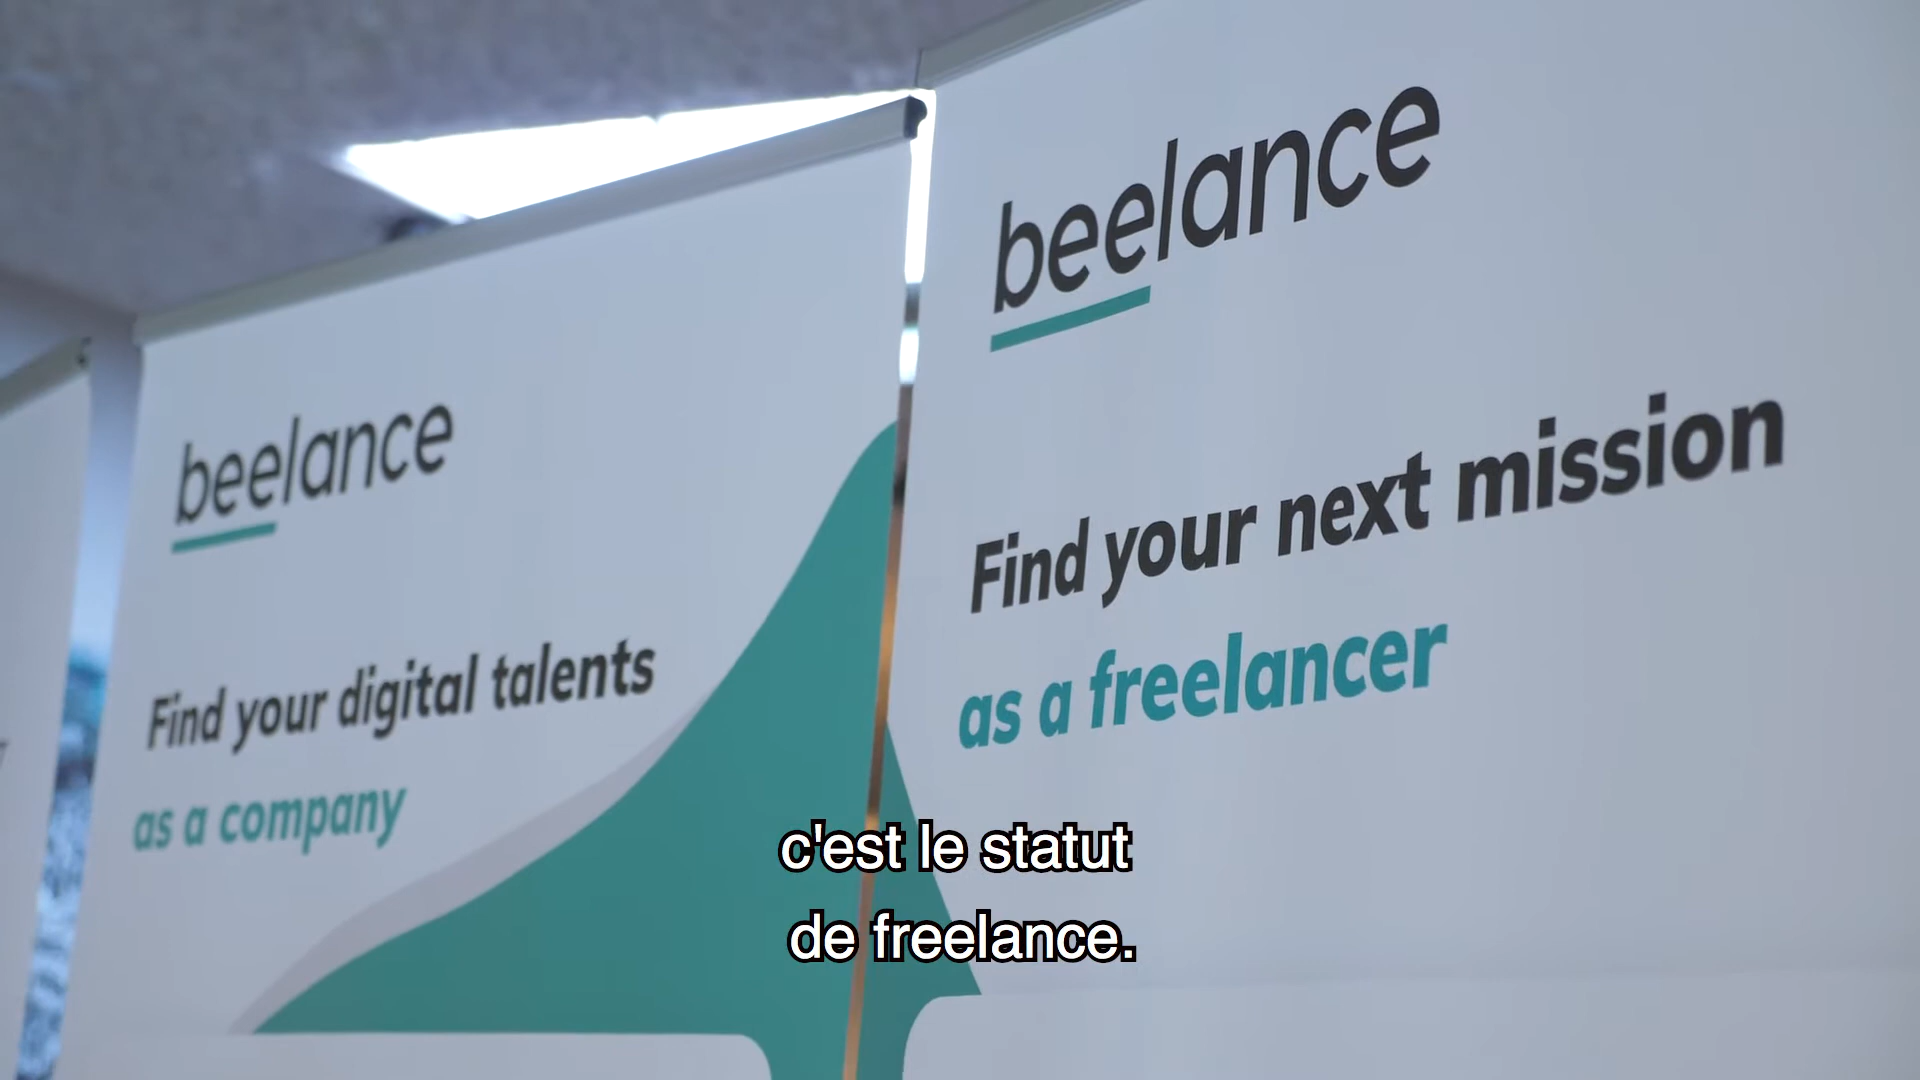 beelance
Find your digital talents
as a company
beelance
Find your next mission
as a freelancer
c'est le statut
de freelance.